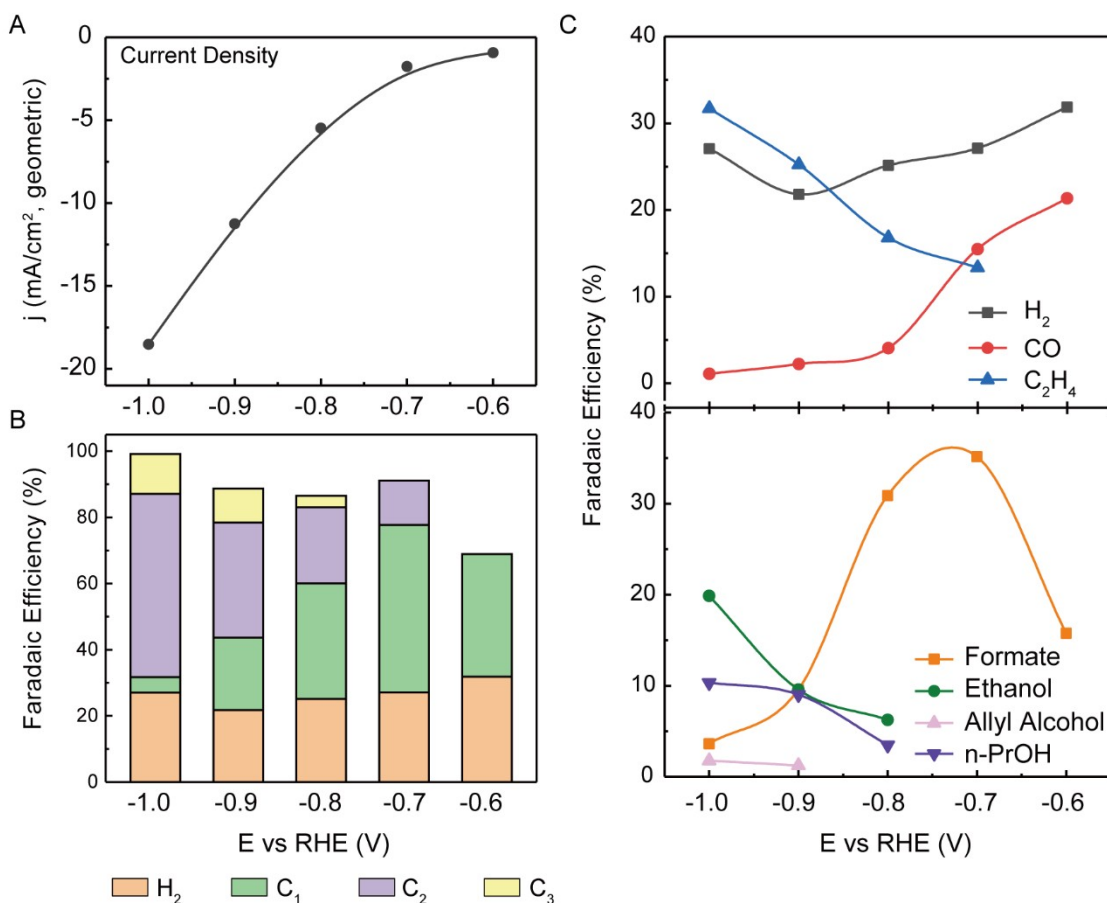 A
Current Density
j (mA/cm², geometric)
0
-5
-10
-15
-20
-1.0 -0.9 -0.8 -0.7 -0.6
B
Faradaic Efficiency (%)
100
80
60
40
20
0
-1.0 -0.9 -0.8 -0.7 -0.6
E vs RHE (V)
H₂ C₁ C₂ C₃
C
Faradaic Efficiency (%)
40
30
20
10
0
H₂
CO
C₂H₄
40
30
20
10
0
Formate
Ethanol
Allyl Alcohol
n-PrOH
-1.0 -0.9 -0.8 -0.7 -0.6
E vs RHE (V)